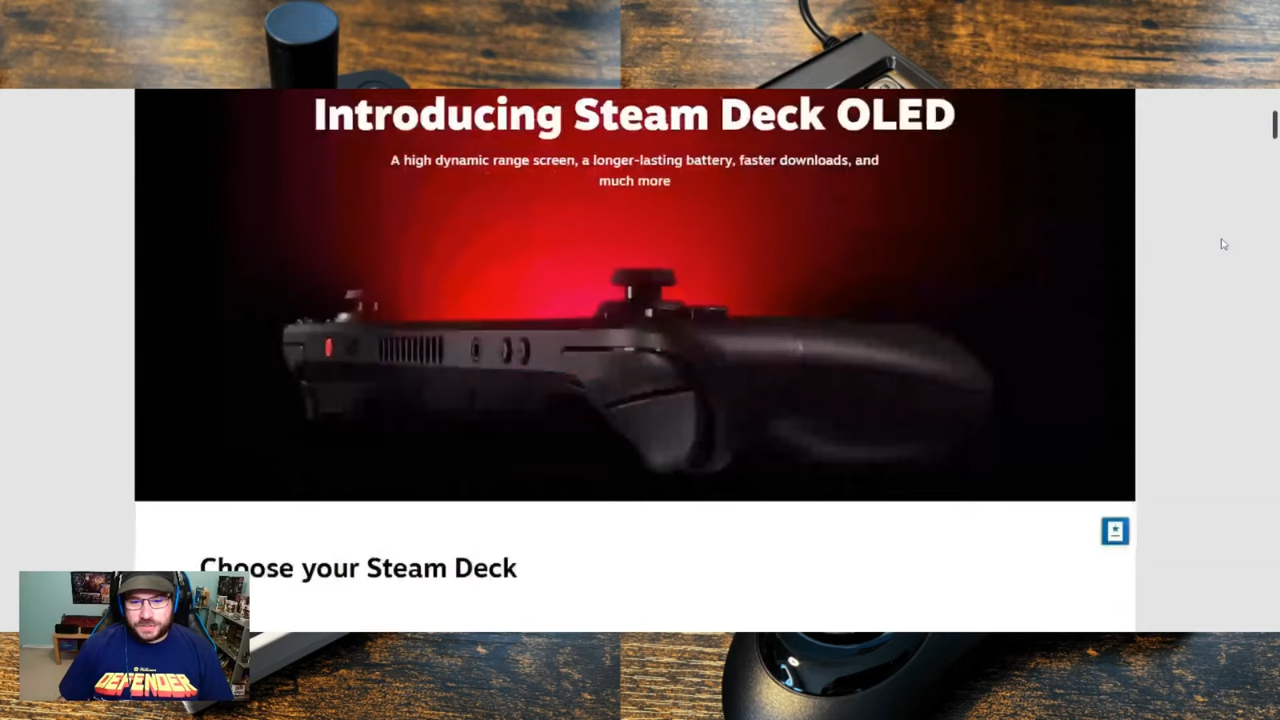 Introducing Steam Deck OLED
A high dynamic range screen, a longer-lasting battery, faster downloads, and
much more
Choose your Steam Deck
DEFENDER